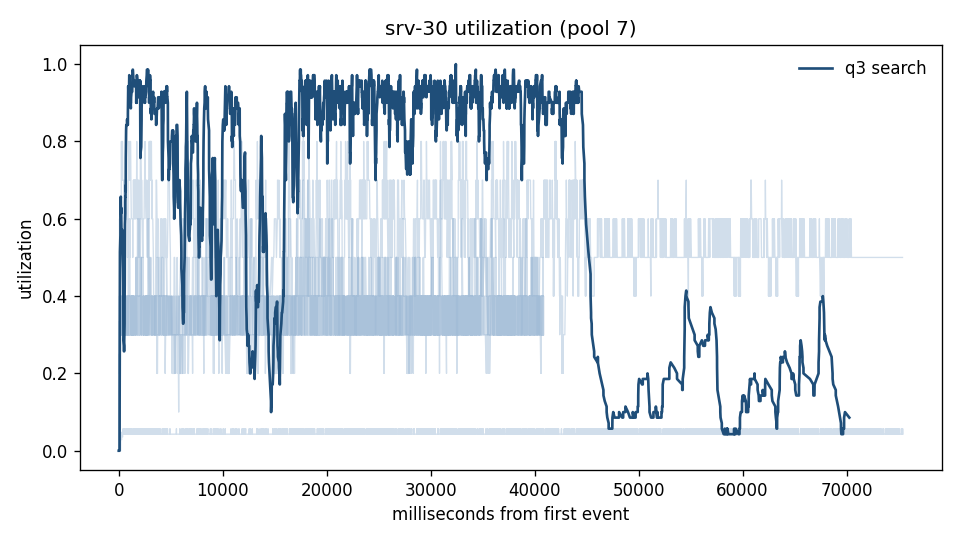 srv-30 utilization (pool 7)
q3 search
utilization
1.0
0.8
0.6
0.4
0.2
0.0
0 10000 20000 30000 40000 50000 60000 70000
milliseconds from first event